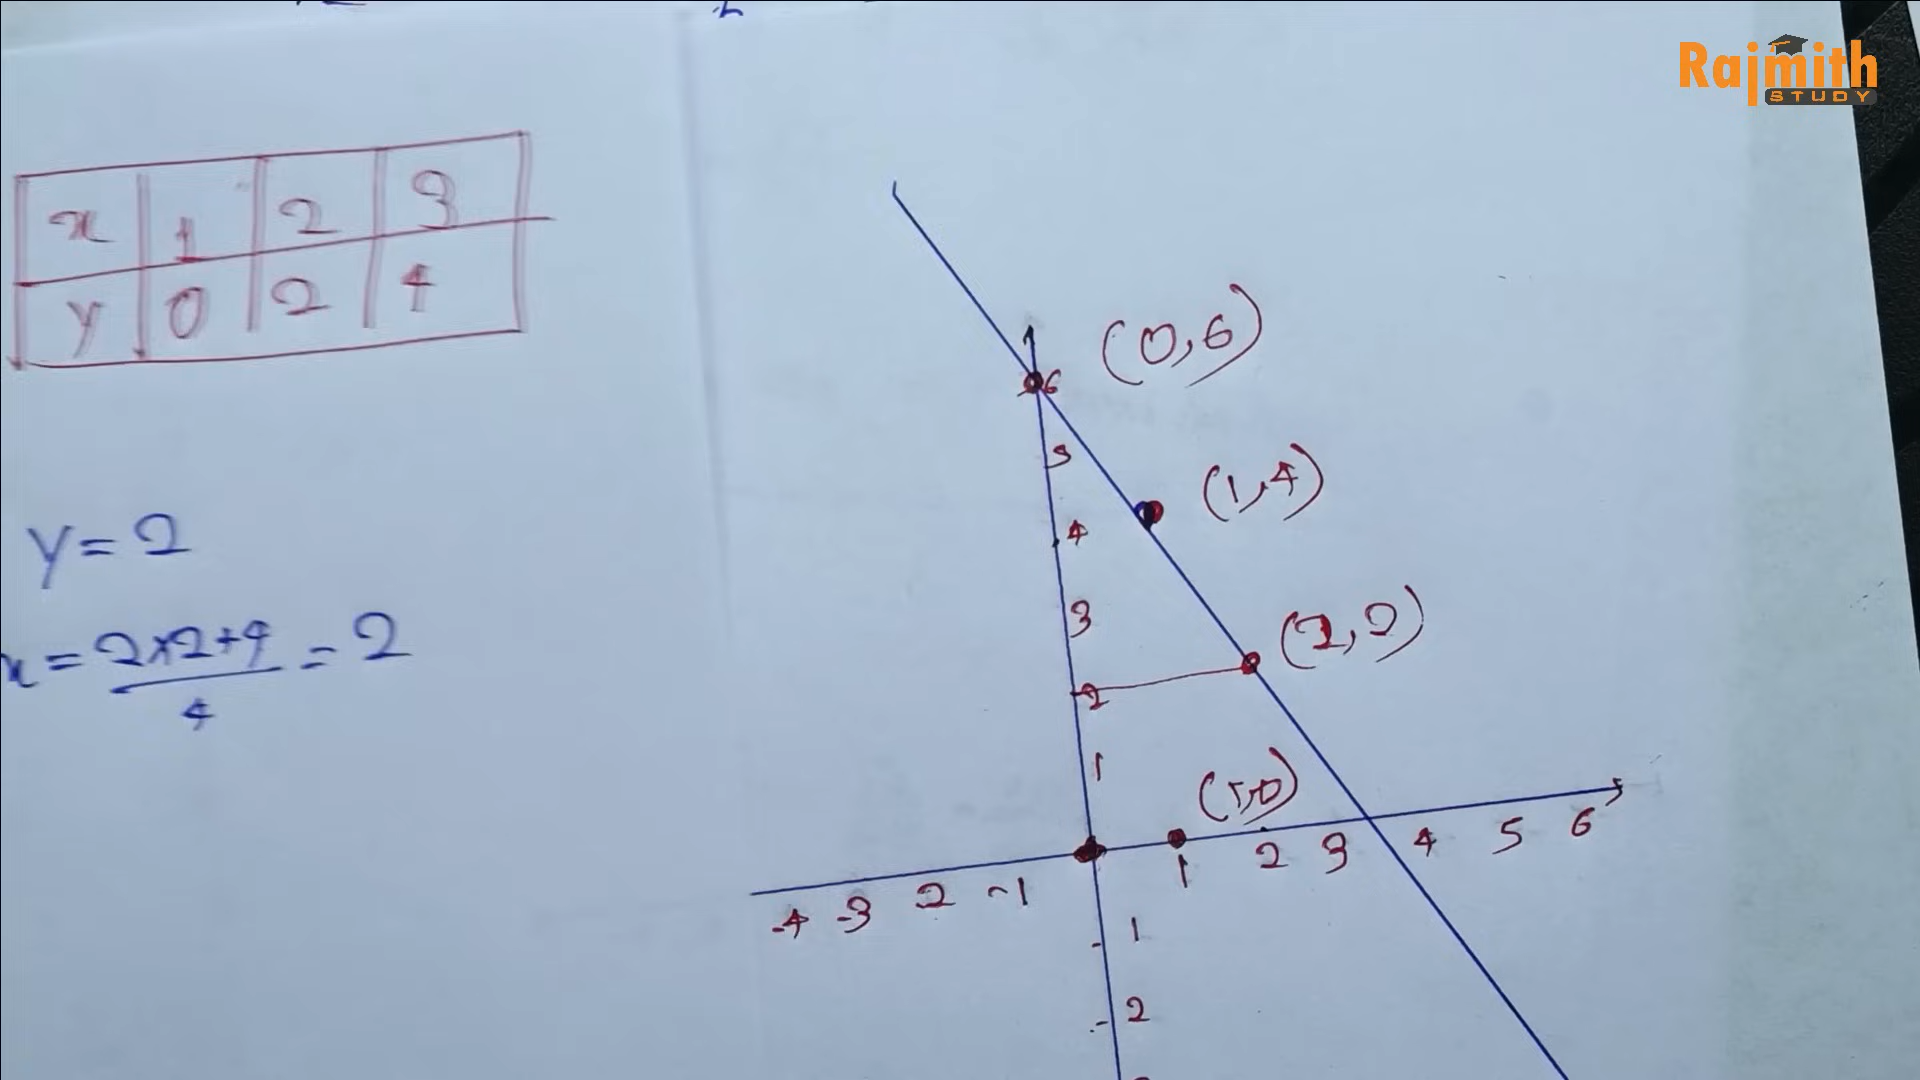 Rajmith
STUDY
x 1 2 3
y 0 2 4
y = 2
x = 2×2+4 / 4 = 2
(0,6)
6
5
(1,4)
4
3
(2,2)
2
1
(1,0)
-4 -3 2 -1 1 2 3 4 5 6
1
2